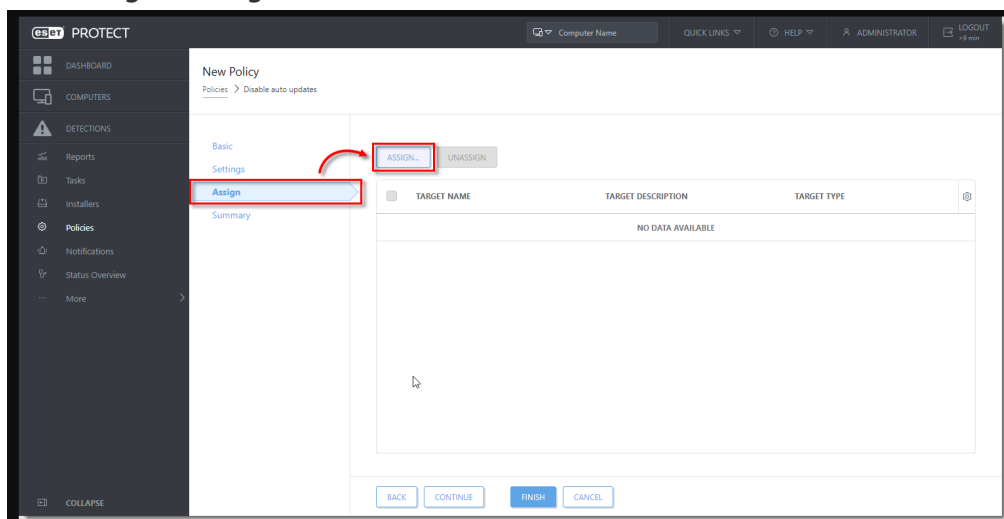 eset PROTECT
Computer Name
QUICK LINKS
HELP
ADMINISTRATOR
LOGOUT
>9 min
DASHBOARD
COMPUTERS
DETECTIONS
Reports
Tasks
Installers
Policies
Notifications
Status Overview
More
COLLAPSE
New Policy
Policies > Disable auto updates
Basic
Settings
Assign
Summary
ASSIGN...
UNASSIGN
TARGET NAME
TARGET DESCRIPTION
TARGET TYPE
NO DATA AVAILABLE
BACK
CONTINUE
FINISH
CANCEL